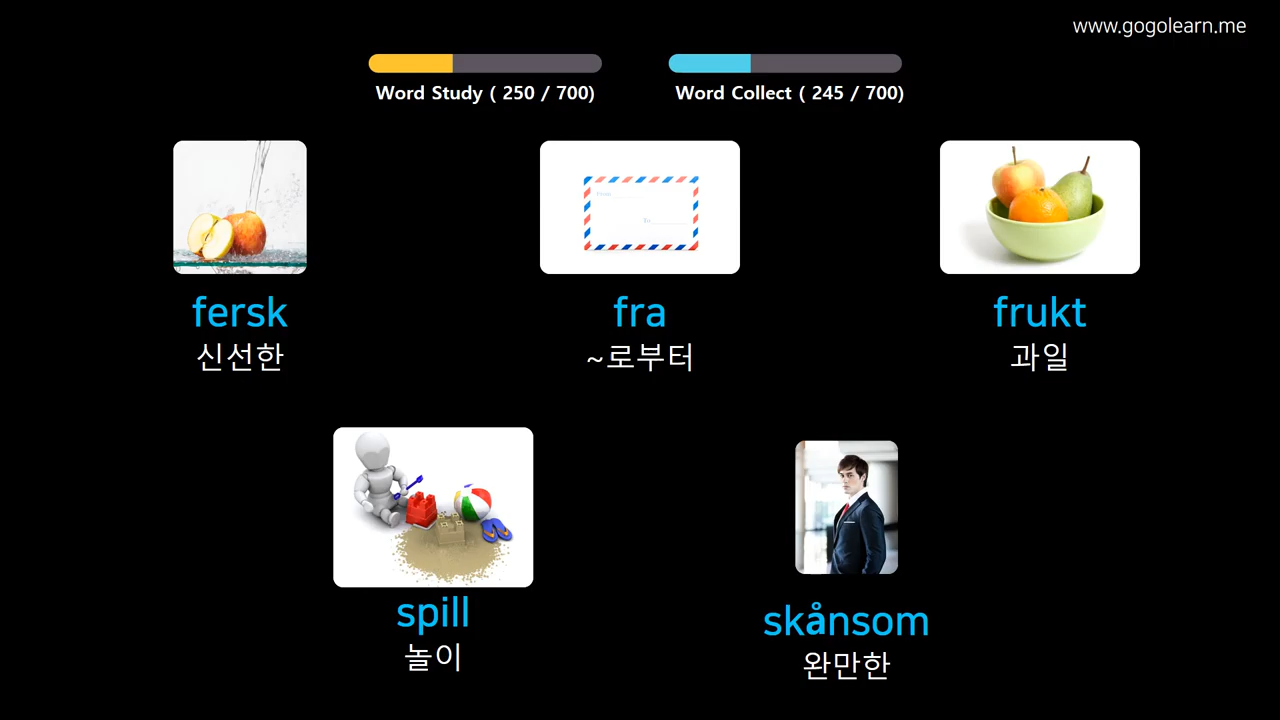 www.gogolearn.me
Word Study ( 250 / 700)
Word Collect ( 245 / 700)
fersk
신선한
fra
~로부터
frukt
과일
spill
놀이
skånsom
완만한